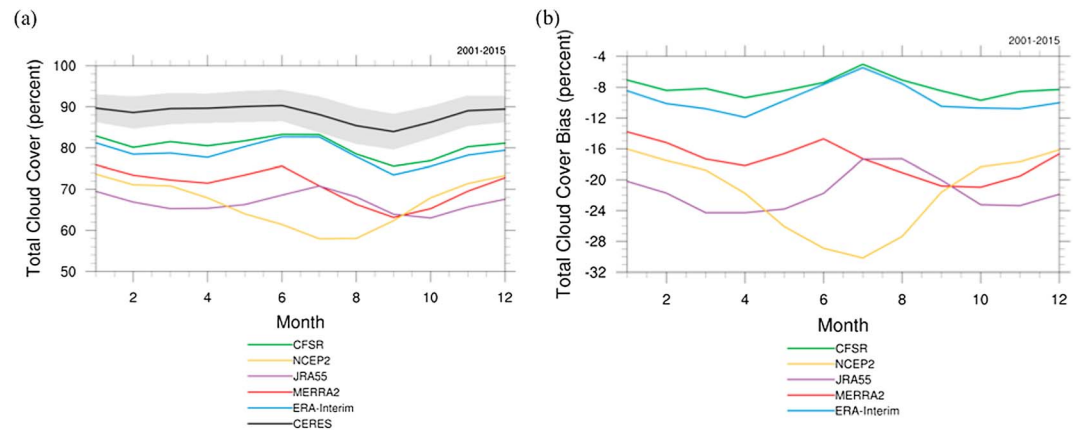 (a)
2001-2015
Total Cloud Cover (percent)
100
90
80
70
60
50
2 4 6 8 10 12
Month
CFSR
NCEP2
JRA55
MERRA2
ERA-Interim
CERES
(b)
2001-2015
Total Cloud Cover Bias (percent)
-4
-8
-12
-16
-20
-24
-28
-32
2 4 6 8 10 12
Month
CFSR
NCEP2
JRA55
MERRA2
ERA-Interim